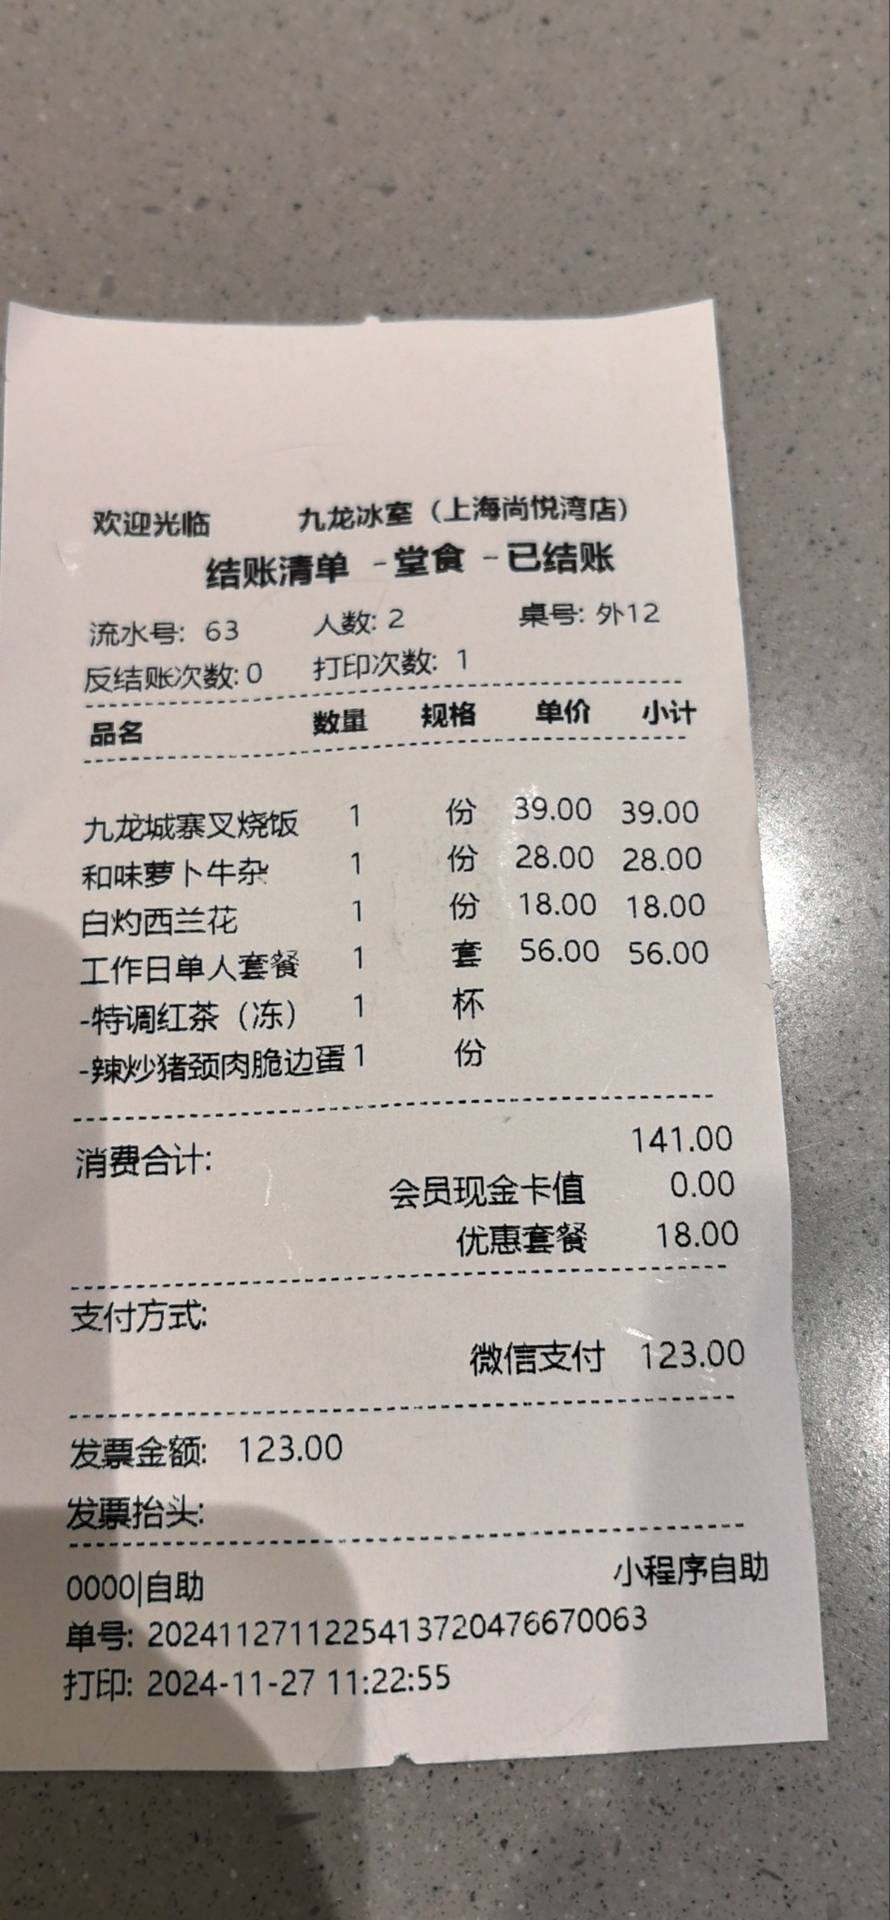 欢迎光临 九龙冰室（上海尚悦湾店）
结账清单 -堂食 -已结账
流水号: 63 人数: 2 桌号: 外12
反结账次数: 0 打印次数: 1
品名 数量 规格 单价 小计
九龙城寨叉烧饭 1 份 39.00 39.00
和味萝卜牛杂 1 份 28.00 28.00
白灼西兰花 1 份 18.00 18.00
工作日单人套餐 1 套 56.00 56.00
-特调红茶（冻） 1 杯
-辣炒猪颈肉脆边蛋 1 份
消费合计: 141.00
会员现金卡值 0.00
优惠套餐 18.00
支付方式:
微信支付 123.00
发票金额: 123.00
发票抬头:
0000|自助 小程序自助
单号: 2024112711225413720476670063
打印: 2024-11-27 11:22:55